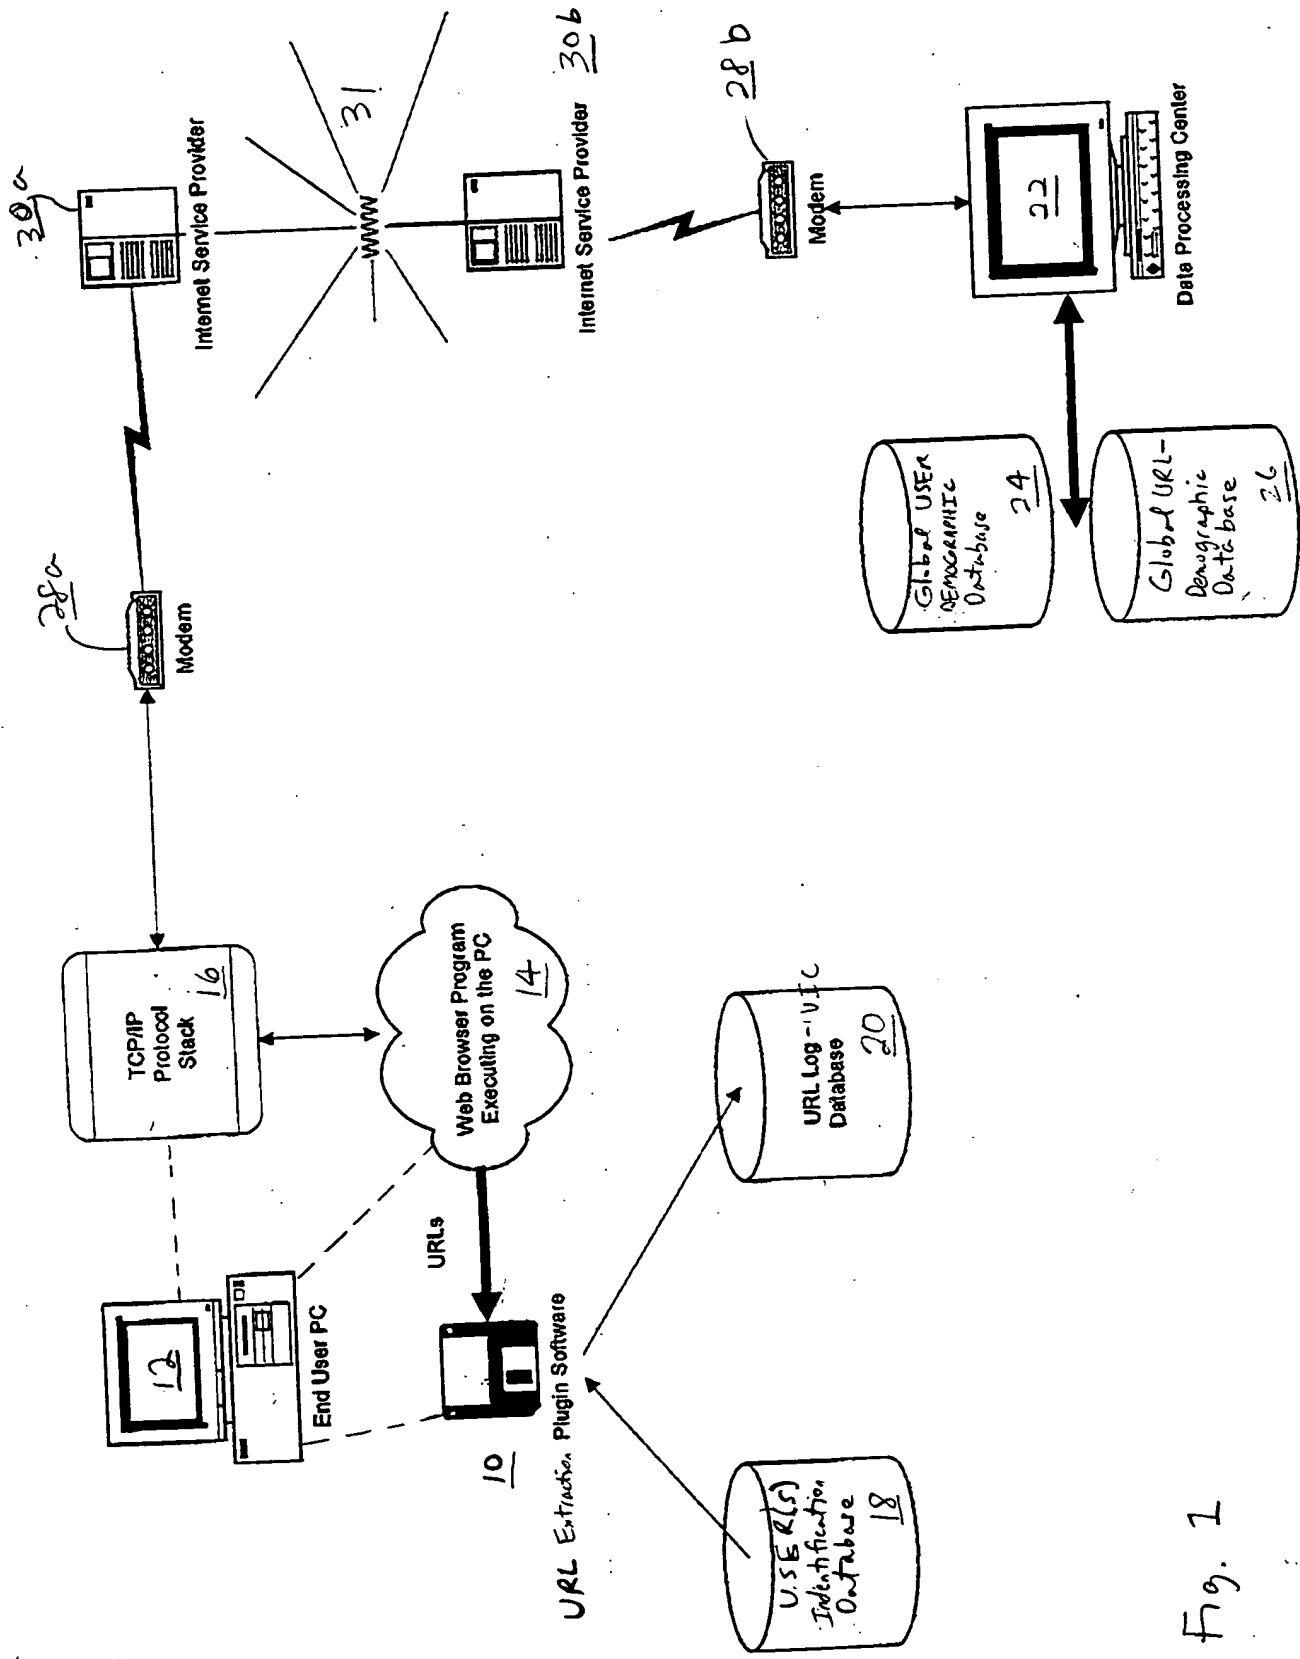 12
End User PC
TCP/IP
Protocol
Stack
16
28a
Modem
30a
Internet Service Provider
WWW
31
Internet Service Provider
30b
28b
Modem
22
Data Processing Center
Web Browser Program
Executing on the PC
14
URLs
10
URL Extraction Plugin Software
U.SER(S)
Indentification
Database
18
URL Log-UIC
Database
20
Global USER
DEMOGRAPHIC
Database
24
Global URL-
Demographic
Database
26
Fig. 1